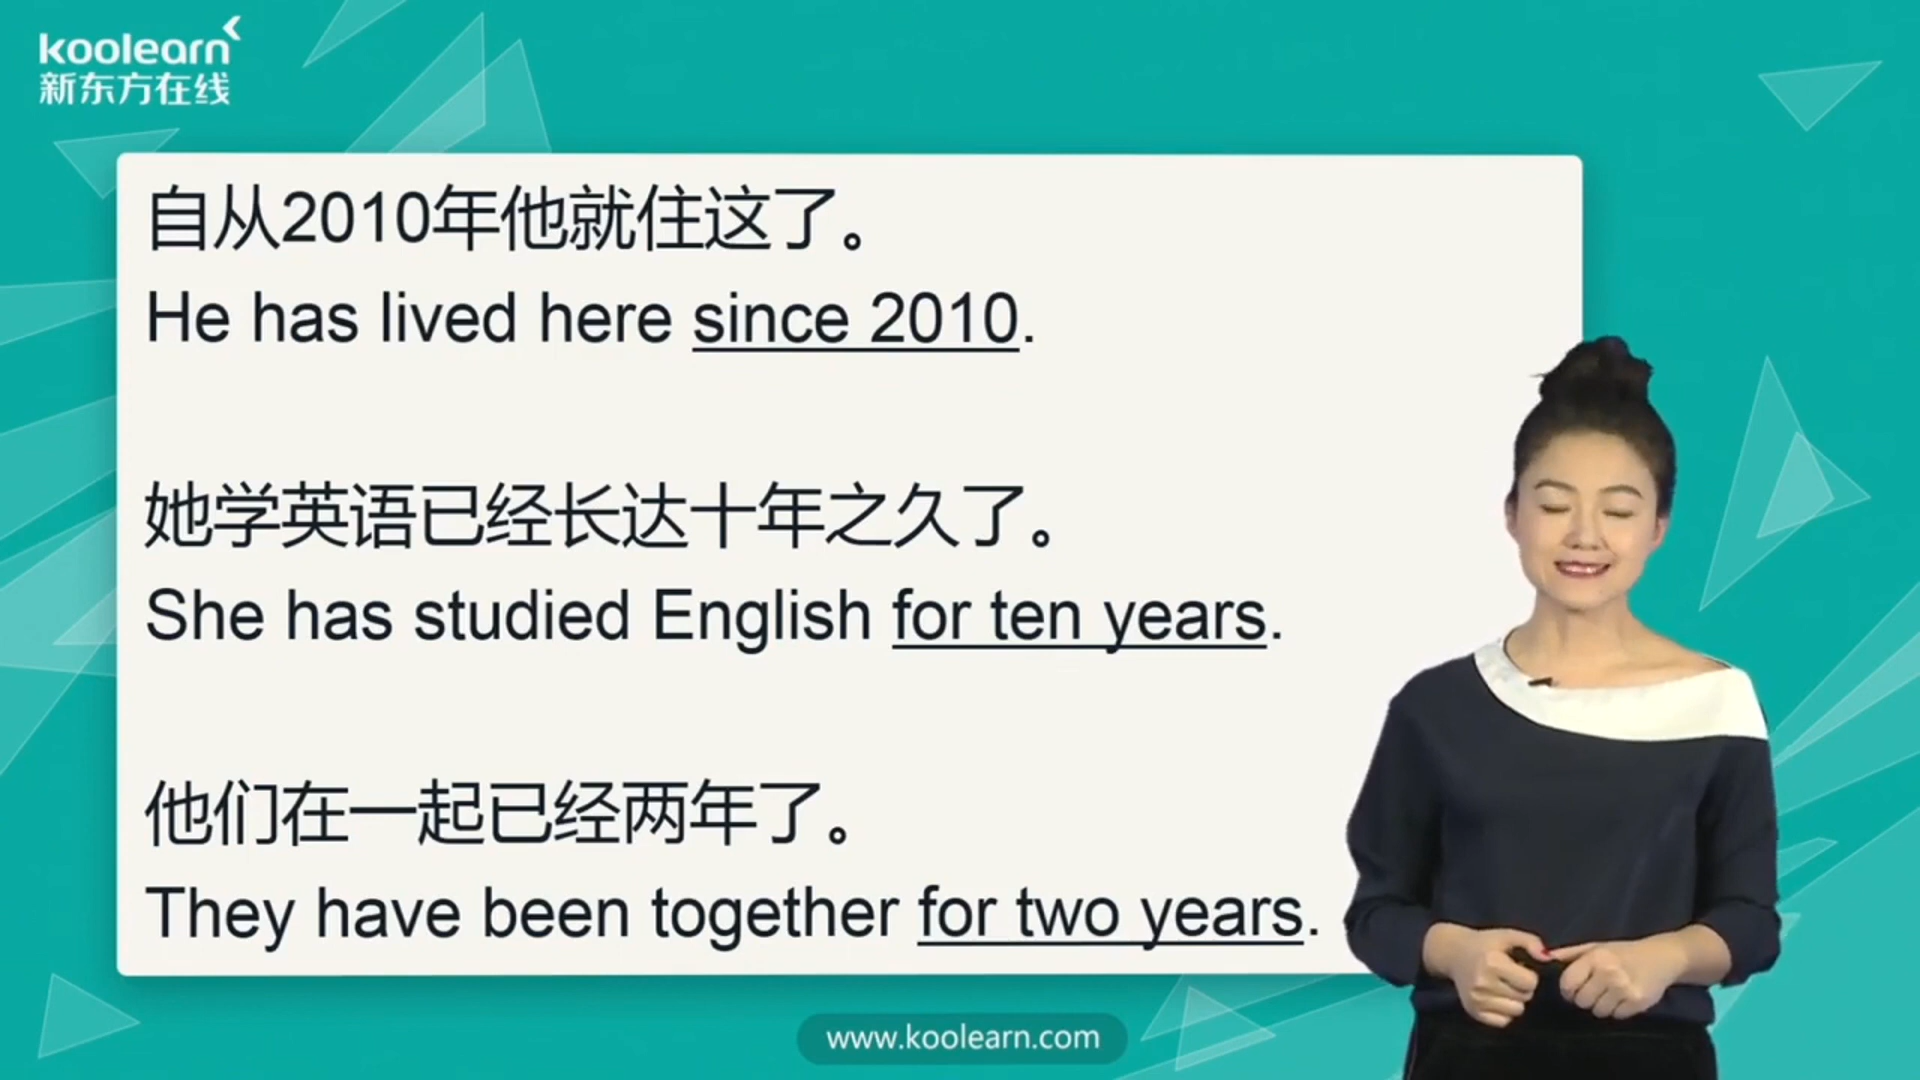 koolearn
新东方在线
自从2010年他就住这了。
He has lived here since 2010.
她学英语已经长达十年之久了。
She has studied English for ten years.
他们在一起已经两年了。
They have been together for two years.
www.koolearn.com